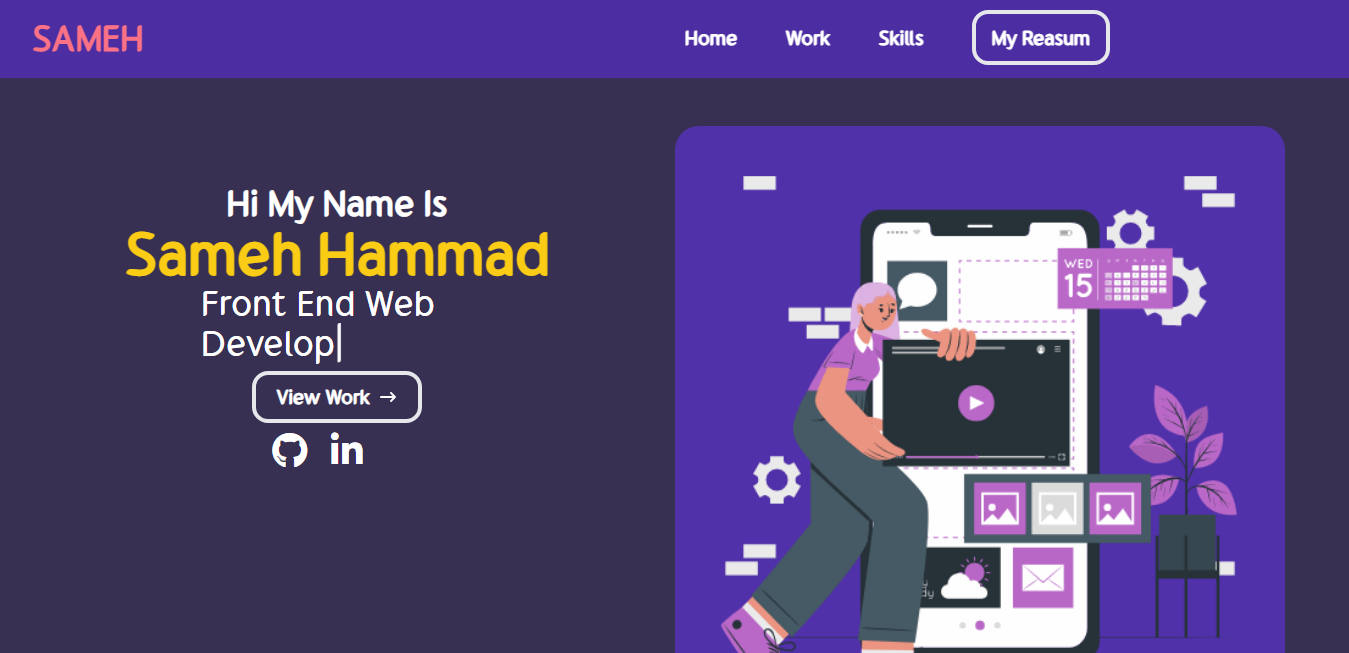 SAMEH
Home
Work
Skills
My Reasum
Hi My Name Is
Sameh Hammad
Front End Web
Develop
View Work →
in
WED
15